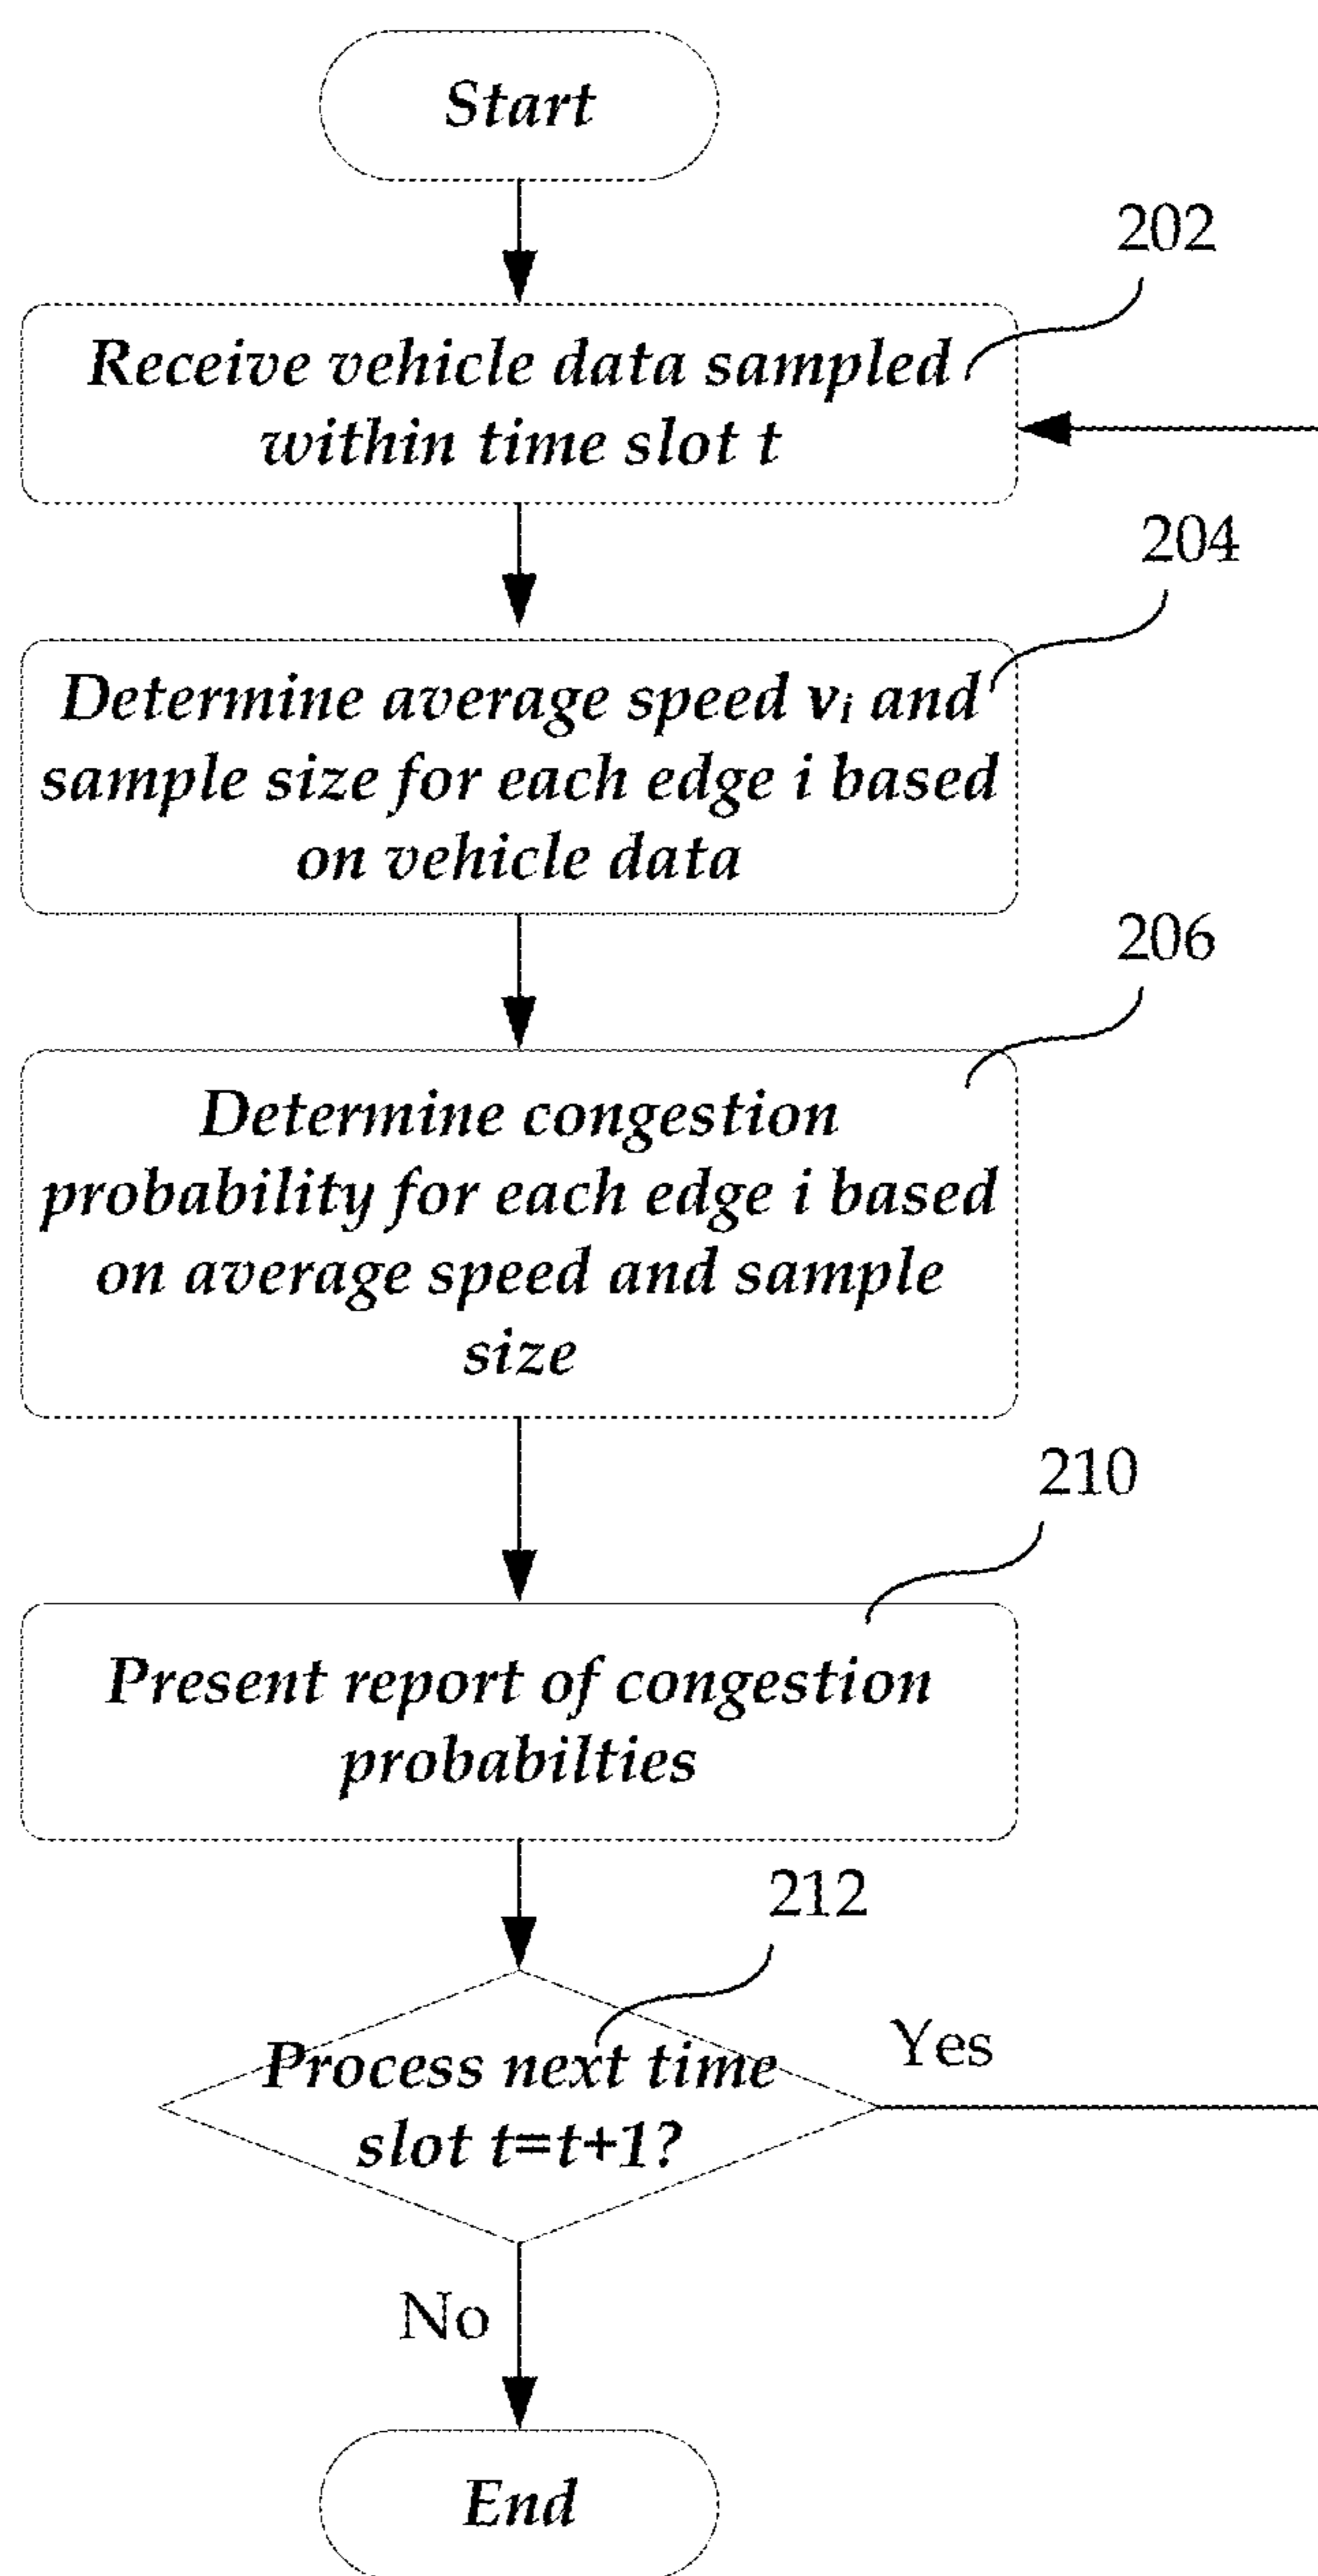 Start
202
Receive vehicle data sampled
within time slot t
204
Determine average speed vi and
sample size for each edge i based
on vehicle data
206
Determine congestion
probability for each edge i based
on average speed and sample
size
210
Present report of congestion
probabilties
212
Process next time
slot t=t+1?
Yes
No
End